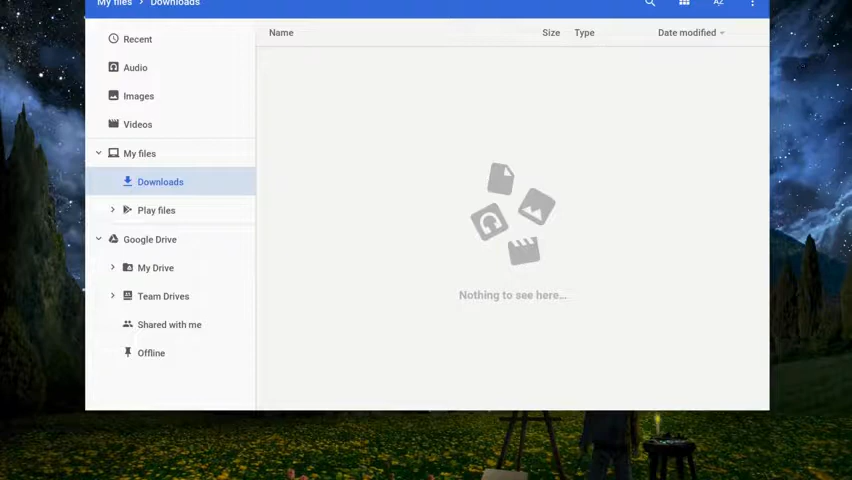 My files > Downloads
Name Size Type Date modified
Recent
Audio
Images
Videos
My files
Downloads
Play files
Google Drive
My Drive
Team Drives
Shared with me
Offline
Nothing to see here...